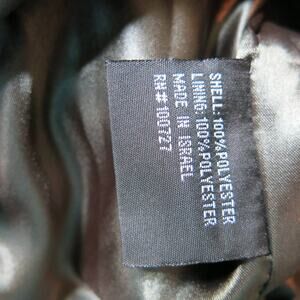 SHELL: 100% POLYESTER
LINING: 100% POLYESTER
MADE IN ISRAEL
RN# 100727